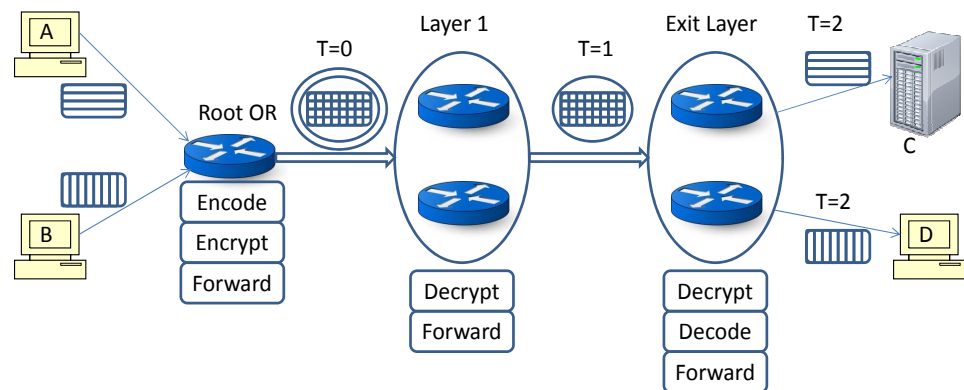 A
B
Root OR
Encode
Encrypt
Forward
T=0
Layer 1
Decrypt
Forward
T=1
Exit Layer
Decrypt
Decode
Forward
T=2
C
T=2
D